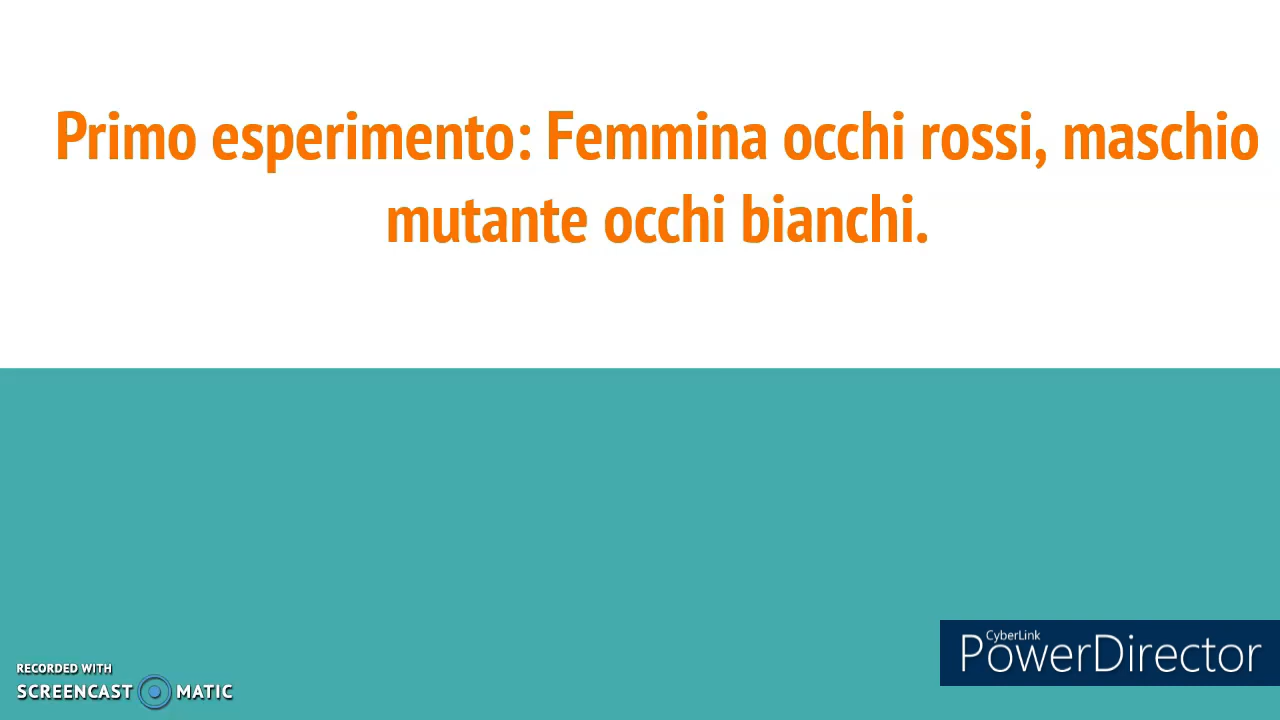 Primo esperimento: Femmina occhi rossi, maschio
mutante occhi bianchi.
CyberLink
PowerDirector
RECORDED WITH
SCREENCAST MATIC